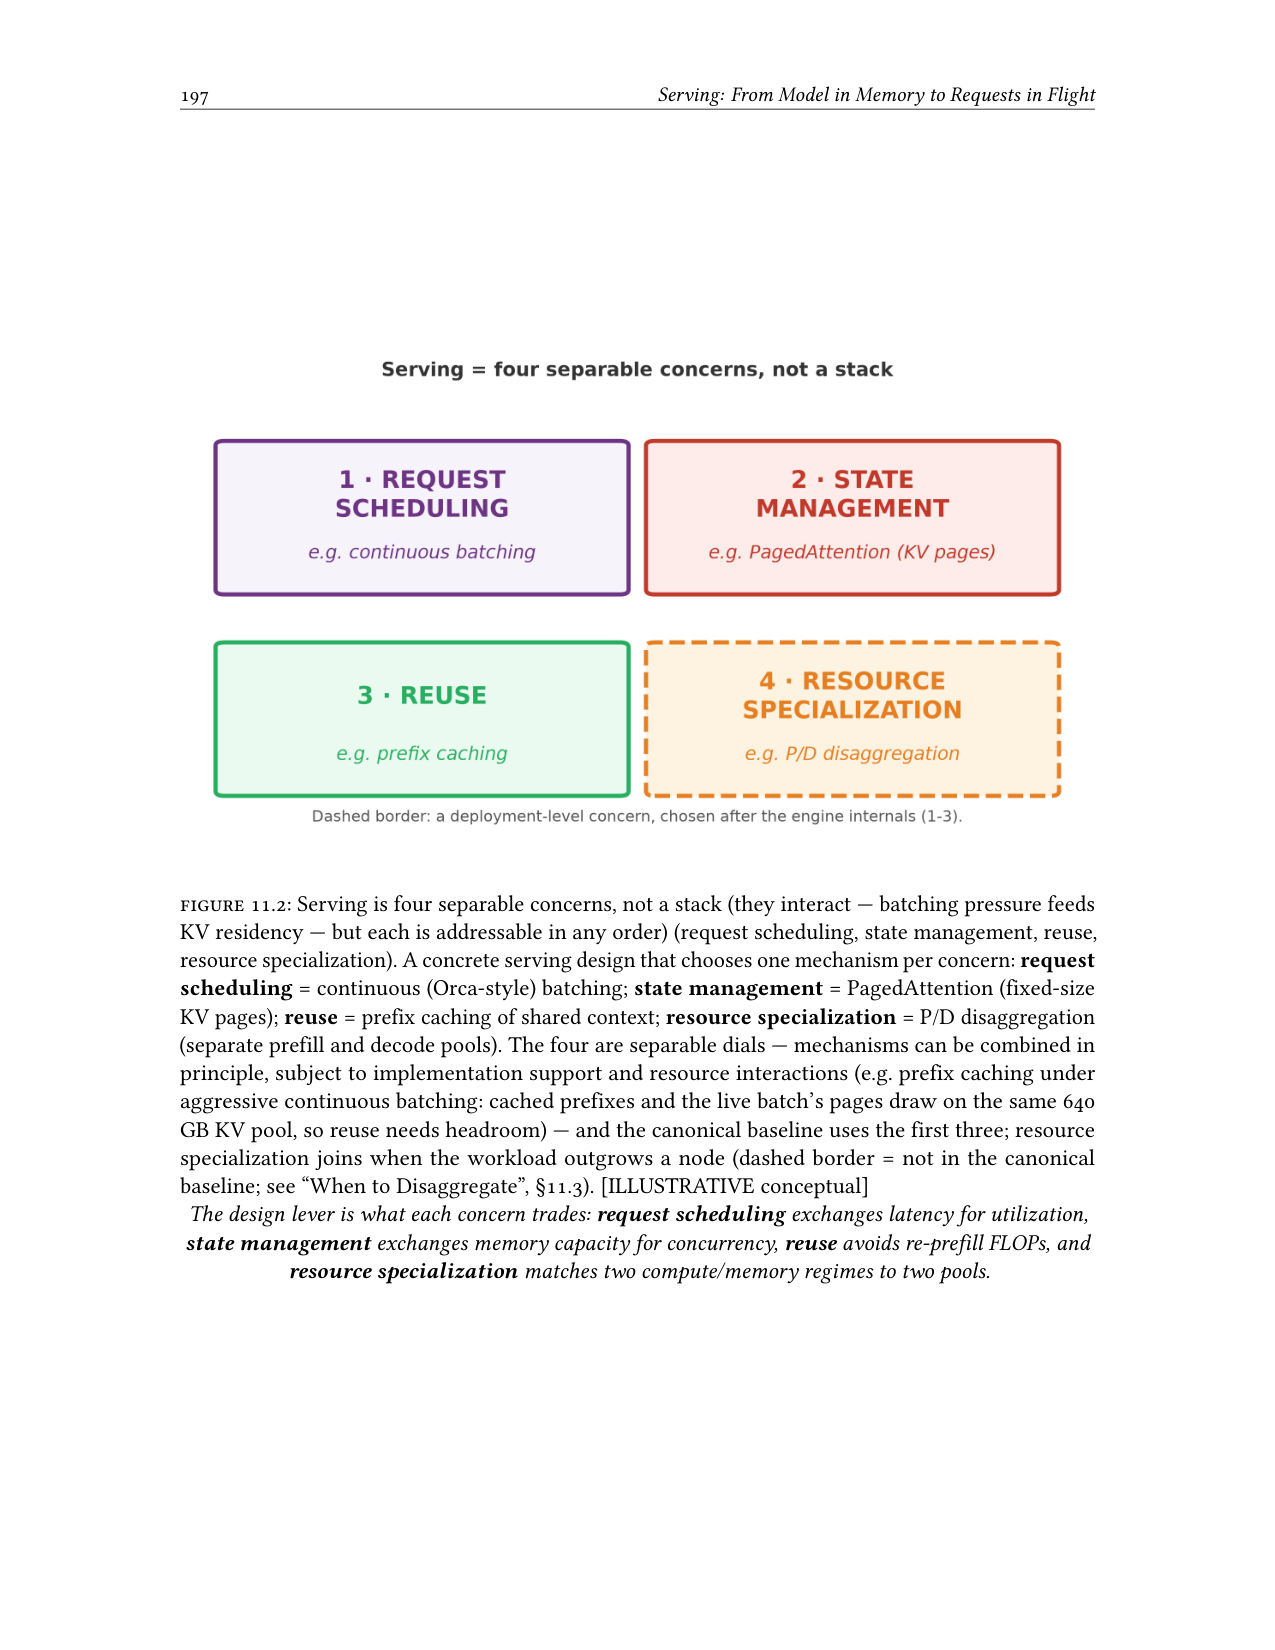 197 Serving: From Model in Memory to Requests in Flight
Serving = four separable concerns, not a stack
1 · REQUEST
SCHEDULING
e.g. continuous batching
2 · STATE
MANAGEMENT
e.g. PagedAttention (KV pages)
3 · REUSE
e.g. prefix caching
4 · RESOURCE
SPECIALIZATION
e.g. P/D disaggregation
Dashed border: a deployment-level concern, chosen after the engine internals (1-3).
FIGURE 11.2: Serving is four separable concerns, not a stack (they interact — batching pressure feeds
KV residency — but each is addressable in any order) (request scheduling, state management, reuse,
resource specialization). A concrete serving design that chooses one mechanism per concern: request
scheduling = continuous (Orca-style) batching; state management = PagedAttention (fixed-size
KV pages); reuse = prefix caching of shared context; resource specialization = P/D disaggregation
(separate prefill and decode pools). The four are separable dials — mechanisms can be combined in
principle, subject to implementation support and resource interactions (e.g. prefix caching under
aggressive continuous batching: cached prefixes and the live batch's pages draw on the same 640
GB KV pool, so reuse needs headroom) — and the canonical baseline uses the first three; resource
specialization joins when the workload outgrows a node (dashed border = not in the canonical
baseline; see “When to Disaggregate”, §11.3). [ILLUSTRATIVE conceptual]
The design lever is what each concern trades: request scheduling exchanges latency for utilization,
state management exchanges memory capacity for concurrency, reuse avoids re-prefill FLOPs, and
resource specialization matches two compute/memory regimes to two pools.